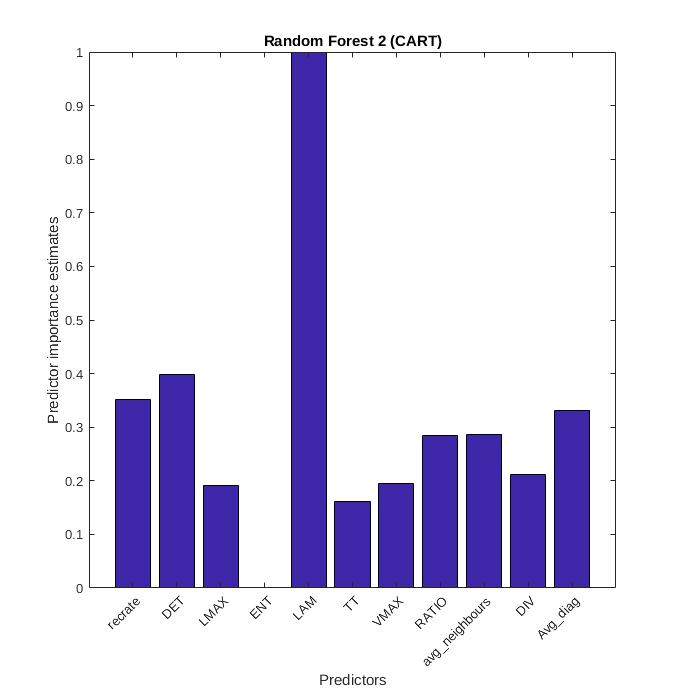 Random Forest 2 (CART)
Predictor importance estimates
1
0.9
0.8
0.7
0.6
0.5
0.4
0.3
0.2
0.1
0
recrate
DET
LMAX
ENT
LAM
TT
VMAX
RATIO
avg_neighbours
DIV
Avg_diag
Predictors